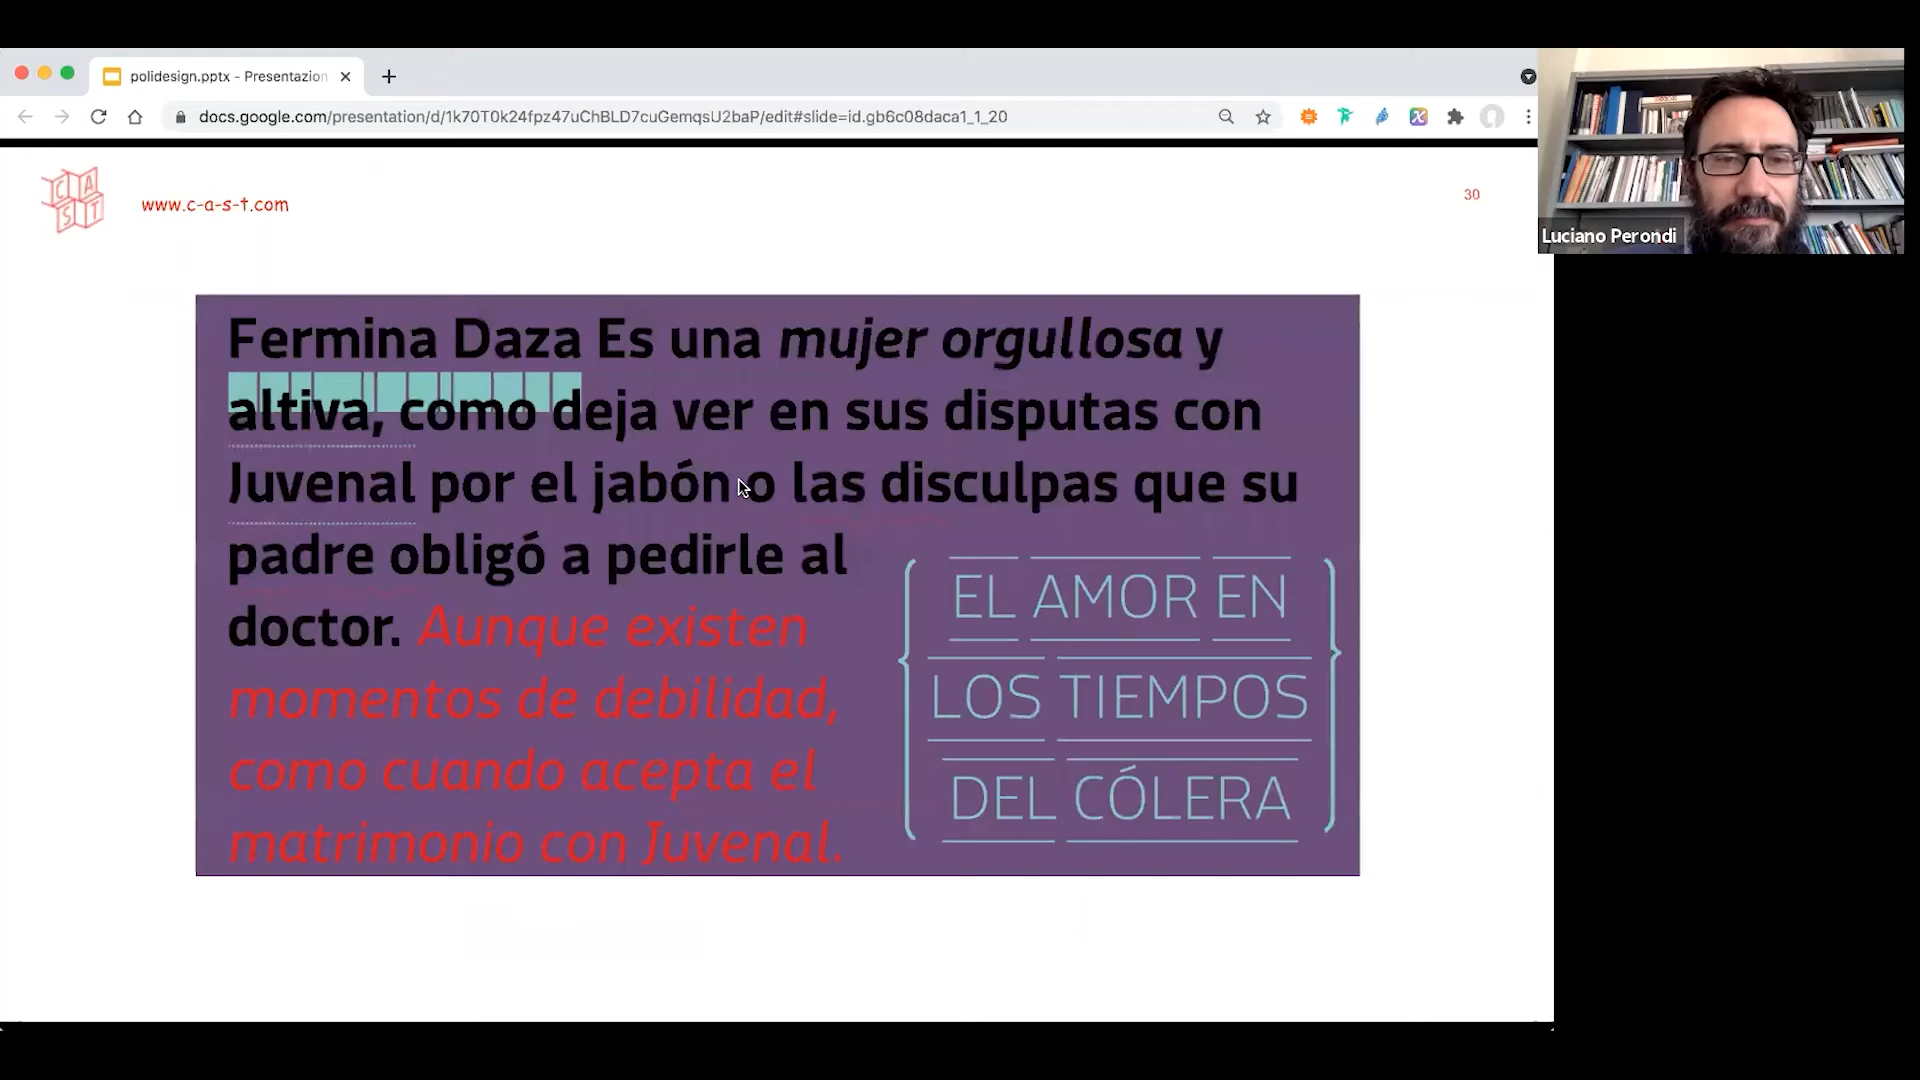 polidesign.pptx - Presentazion
docs.google.com/presentation/d/1k70T0k24fpz47uChBLD7cuGemqsU2baP/edit#slide=id.gb6c08daca1_1_20
C A
S T
www.c-a-s-t.com
30
Luciano Perondi
Fermina Daza Es una mujer orgullosa y
altiva, como deja ver en sus disputas con
Juvenal por el jabón o las disculpas que su
padre obligó a pedirle al
doctor. Aunque existen
momentos de debilidad,
como cuando acepta el
matrimonio con Juvenal.
EL AMOR EN
LOS TIEMPOS
DEL CÓLERA